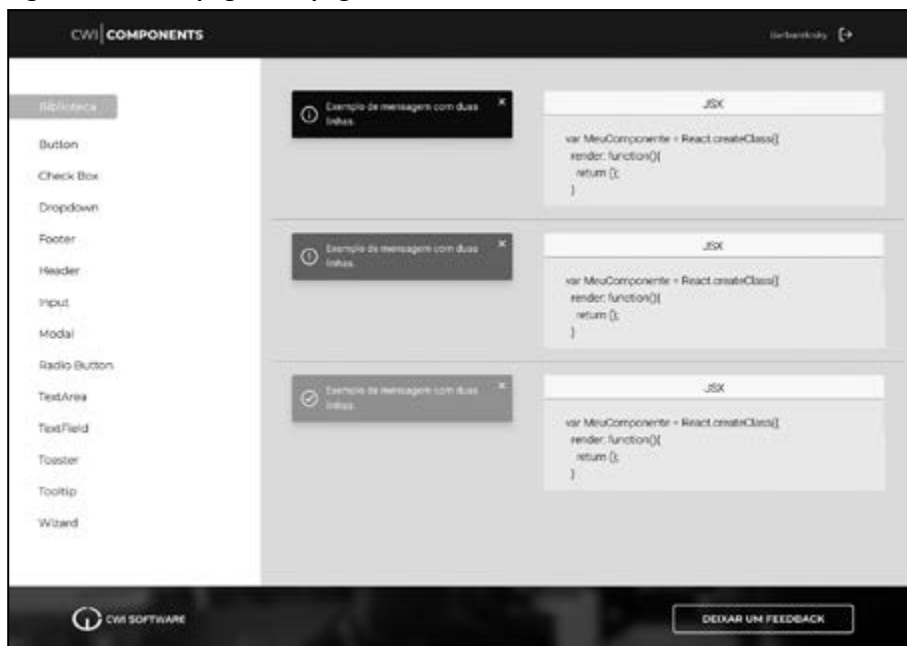 CWI COMPONENTS
Biblioteca
Button
Check Box
Dropdown
Footer
Header
Input
Modal
Radio Button
TextArea
TextField
Toaster
Tooltip
Wizard
Exemplo de mensagem com duas
linhas.
JSX
var MeuComponente = React.createClass({
render: function(){
return ();
}
Exemplo de mensagem com duas
linhas.
JSX
var MeuComponente = React.createClass({
render: function(){
return ();
}
Exemplo de mensagem com duas
linhas.
JSX
var MeuComponente = React.createClass({
render: function(){
return ();
}
CWI SOFTWARE
DEIXAR UM FEEDBACK